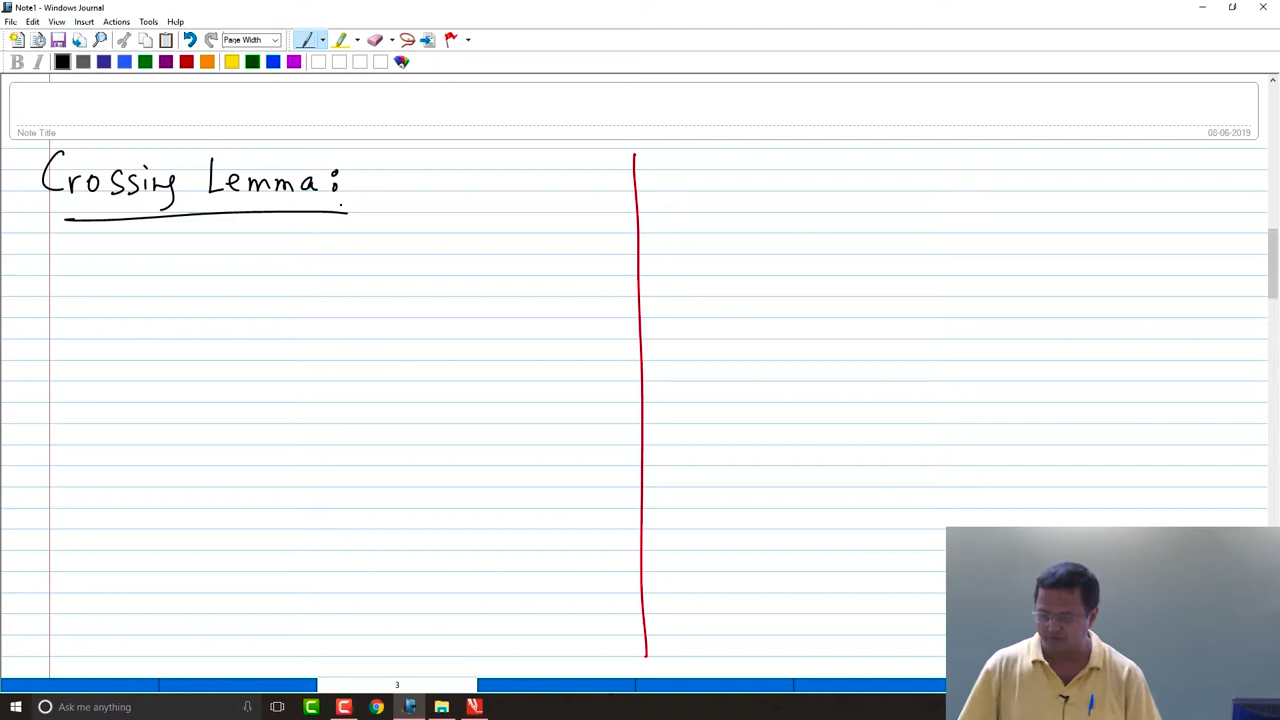 Note1 - Windows Journal
File Edit View Insert Actions Tools Help
Page Width
B I
Note Title
08-06-2019
Crossing Lemma:
3
Ask me anything